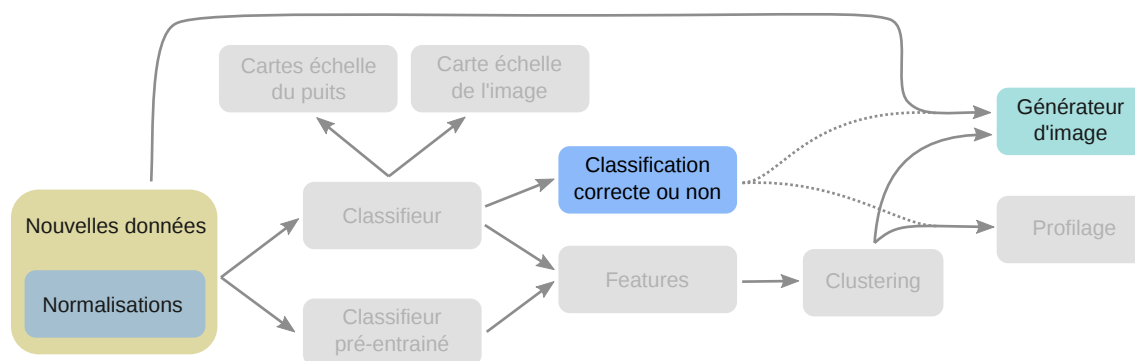 Cartes échelle
du puits
Carte échelle
de l'image
Générateur
d'image
Classification
correcte ou non
Nouvelles données
Normalisations
Classifieur
Profilage
Features
Clustering
Classifieur
pré-entrainé